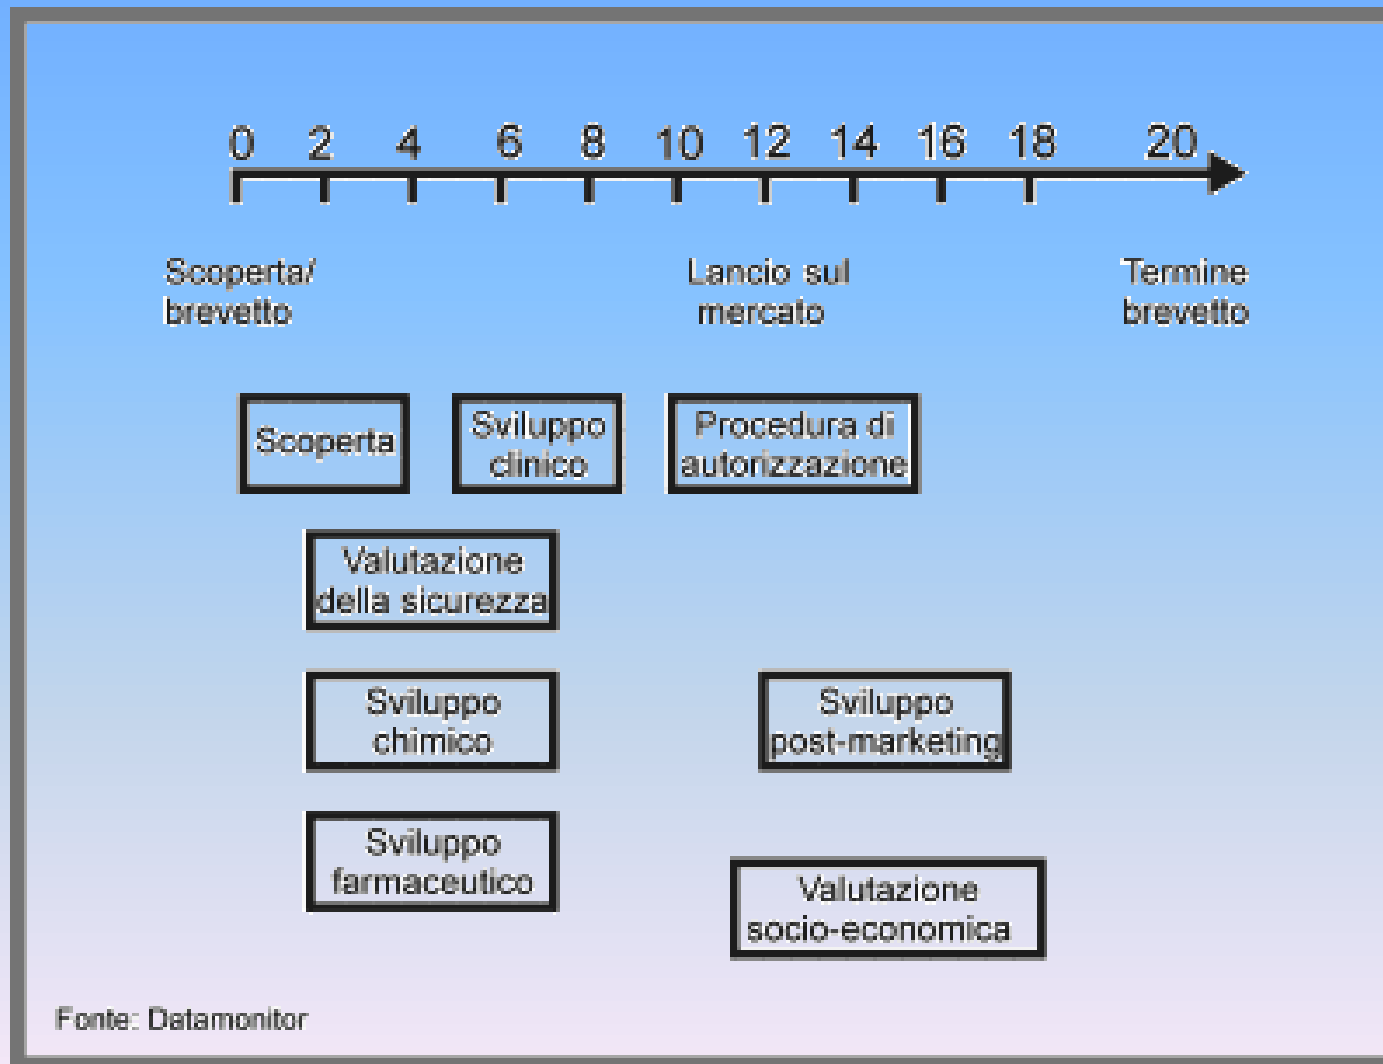 0 2 4 6 8 10 12 14 16 18 20
Scoperta/
brevetto
Lancio sul
mercato
Termine
brevetto
Scoperta
Sviluppo
clinico
Procedura di
autorizzazione
Valutazione
della sicurezza
Sviluppo
chimico
Sviluppo
post-marketing
Sviluppo
farmaceutico
Valutazione
socio-economica
Fonte: Datamonitor